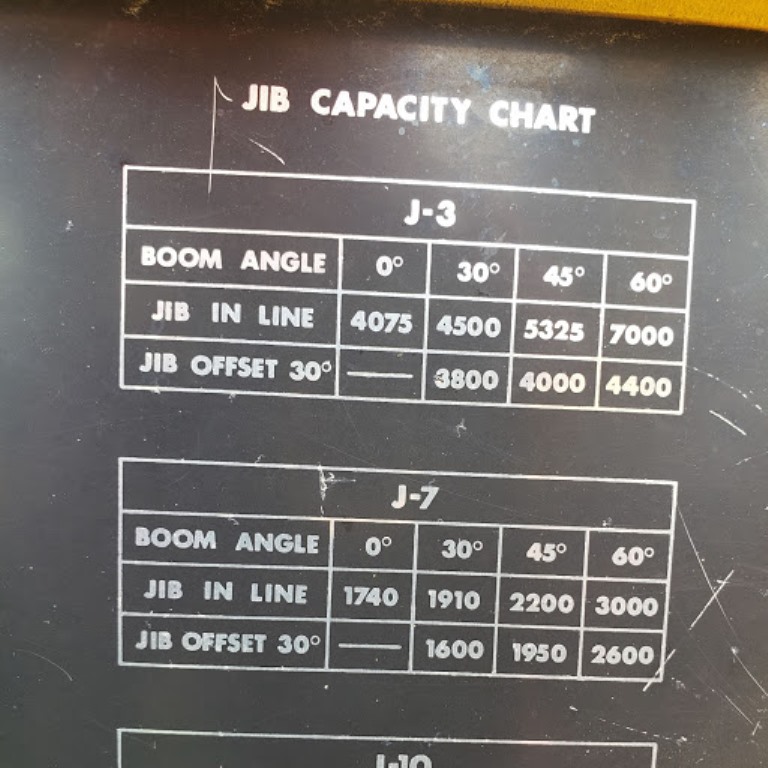 JIB CAPACITY CHART
J-3
BOOM ANGLE 0° 30° 45° 60°
JIB IN LINE 4075 4500 5325 7000
JIB OFFSET 30° — 3800 4000 4400
J-7
BOOM ANGLE 0° 30° 45° 60°
JIB IN LINE 1740 1910 2200 3000
JIB OFFSET 30° — 1600 1950 2600
J-10